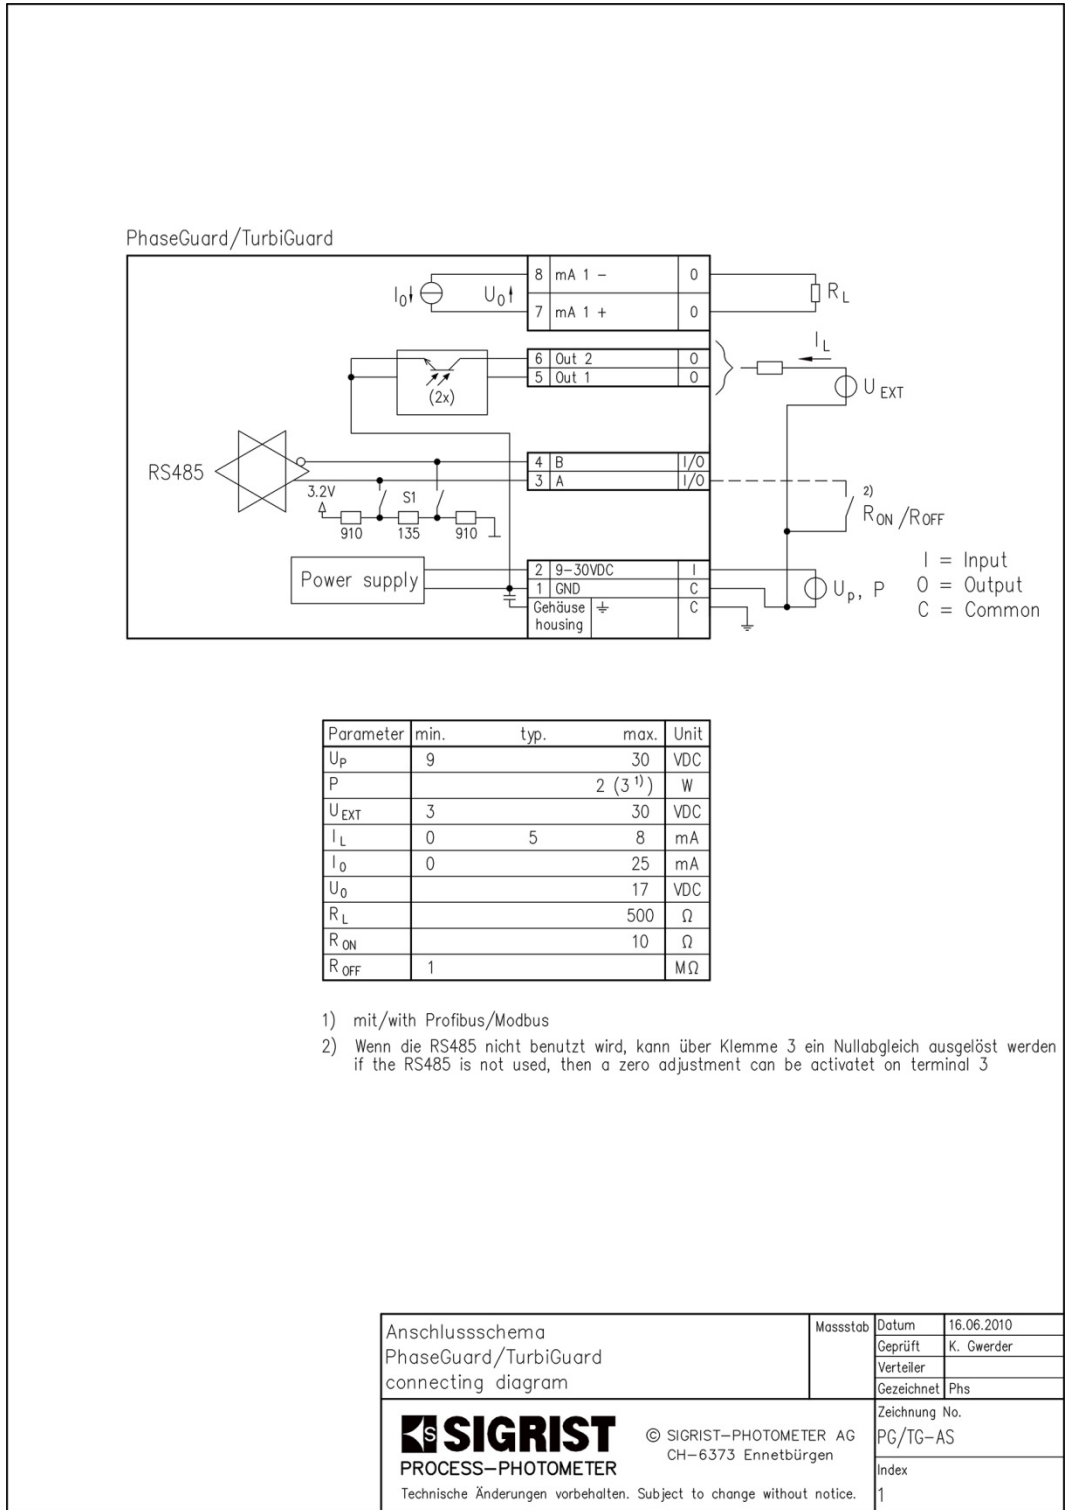 PhaseGuard/TurbiGuard
I0 U0 8 mA 1 – 0 RL
7 mA 1 + 0
IL
6 Out 2 0
5 Out 1 0
(2x)
U EXT
RS485
4 B I/0
3 A I/0
2)
RON /ROFF
3.2V
S1
910 135 910
Power supply
2 9–30VDC I
1 GND C
Gehäuse C
housing
Up, P
I = Input
O = Output
C = Common
Parameter min. typ. max. Unit
UP 9 30 VDC
P 2 (3 1)) W
U EXT 3 30 VDC
I L 0 5 8 mA
I 0 0 25 mA
U0 17 VDC
R L 500 Ω
R ON 10 Ω
R OFF 1 MΩ
1) mit/with Profibus/Modbus
2) Wenn die RS485 nicht benutzt wird, kann über Klemme 3 ein Nullabgleich ausgelöst werden
if the RS485 is not used, then a zero adjustment can be activatet on terminal 3
Anschlussschema
PhaseGuard/TurbiGuard
connecting diagram
Massstab
Datum 16.06.2010
Geprüft K. Gwerder
Verteiler
Gezeichnet Phs
S SIGRIST
PROCESS–PHOTOMETER
© SIGRIST–PHOTOMETER AG
CH–6373 Ennetbürgen
Technische Änderungen vorbehalten. Subject to change without notice.
Zeichnung No.
PG/TG–AS
Index
1